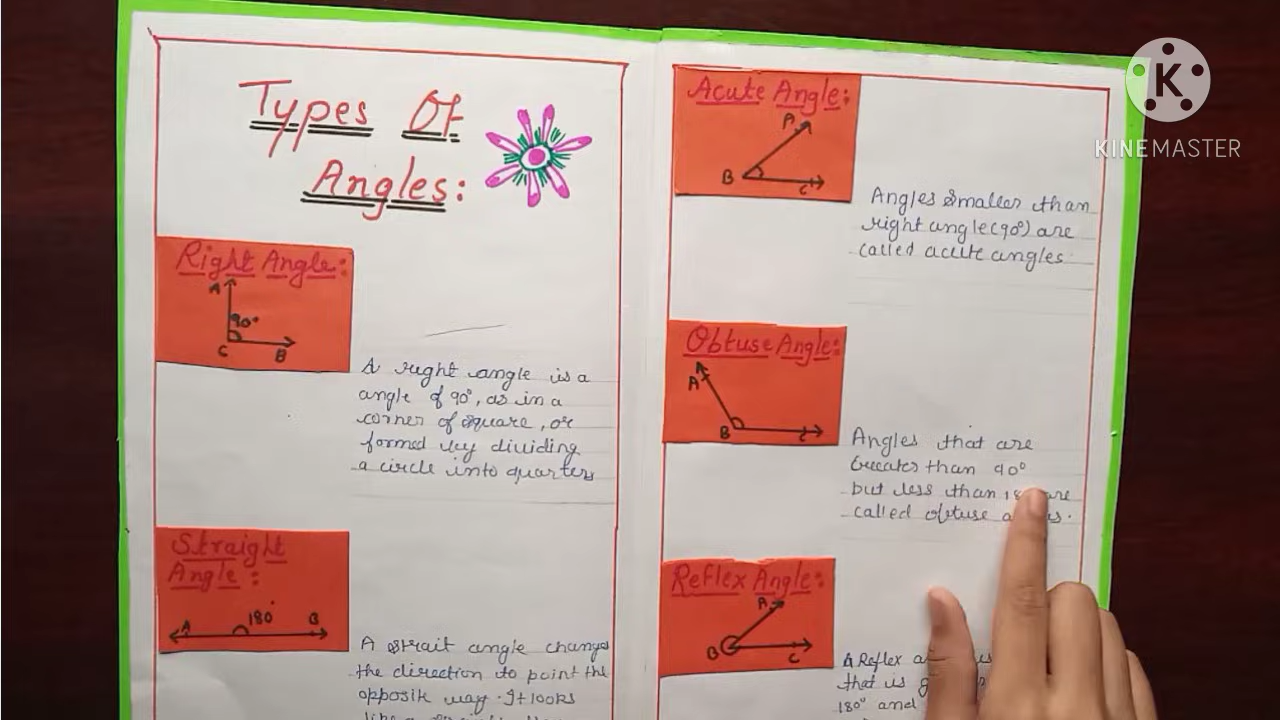 Types Of
Angles:
Right Angle:
A
90°
C B
A right angle is a
angle of 90°, as in a
corner of square, or
formed by dividing
a circle into quarters
Straight
Angle:
A 180° B
A strait angle changes
the direction to point the
opposite way. It looks
Acute Angle:
A
B C
Angles smaller than
right angle(90°) are
called acute angles.
Obtuse Angle:
A
B C
Angles that are
Greater than 90°
but less than are
called obtuse
Reflex Angle:
A
B C
A Reflex
that is
180° and
K
KINEMASTER